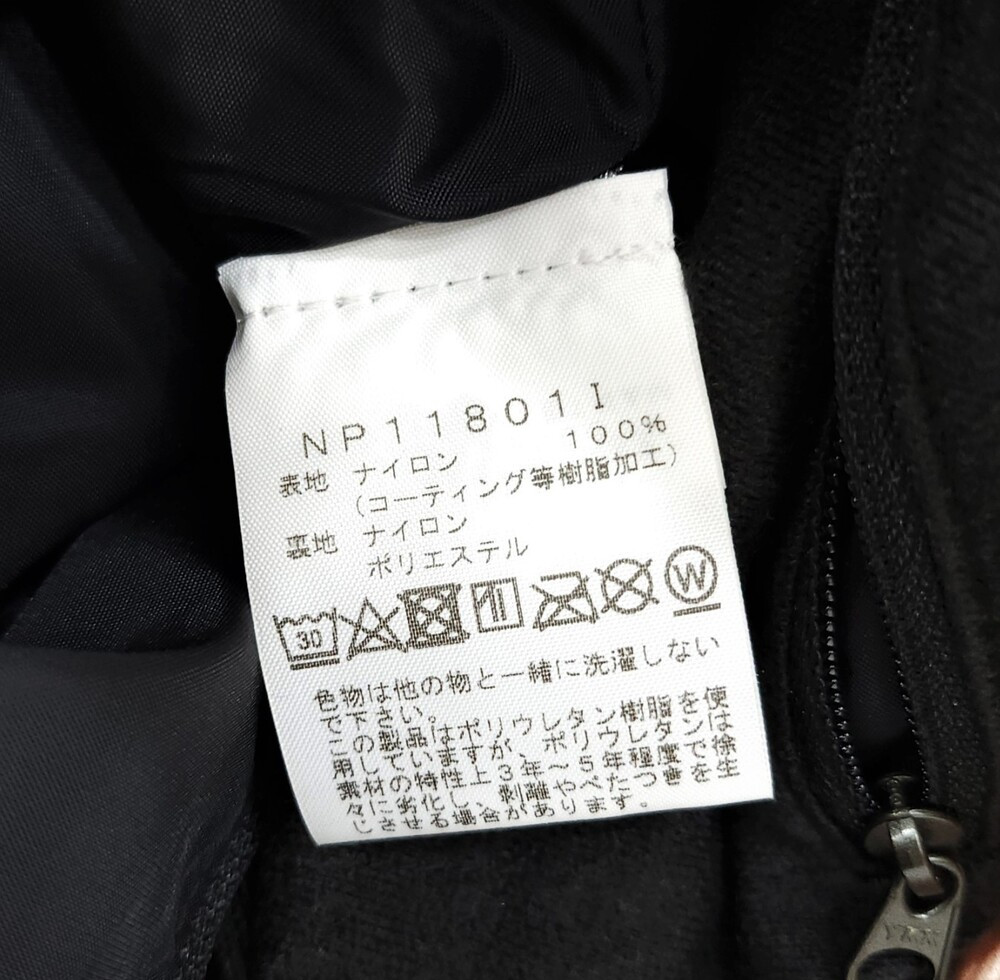 NP11801I
表地 ナイロン 100%
(コーティング等樹脂加工)
裏地 ナイロン
ポリエステル
30 W
色物は他の物と一緒に洗濯しない
で下さい。
この製品はポリウレタン樹脂を使
用していますが、ポリウレタンは
素材の特性上3年～5年程度で徐
々に劣化し、剥離やべたつきを生
じさせる場合があります。
YKK